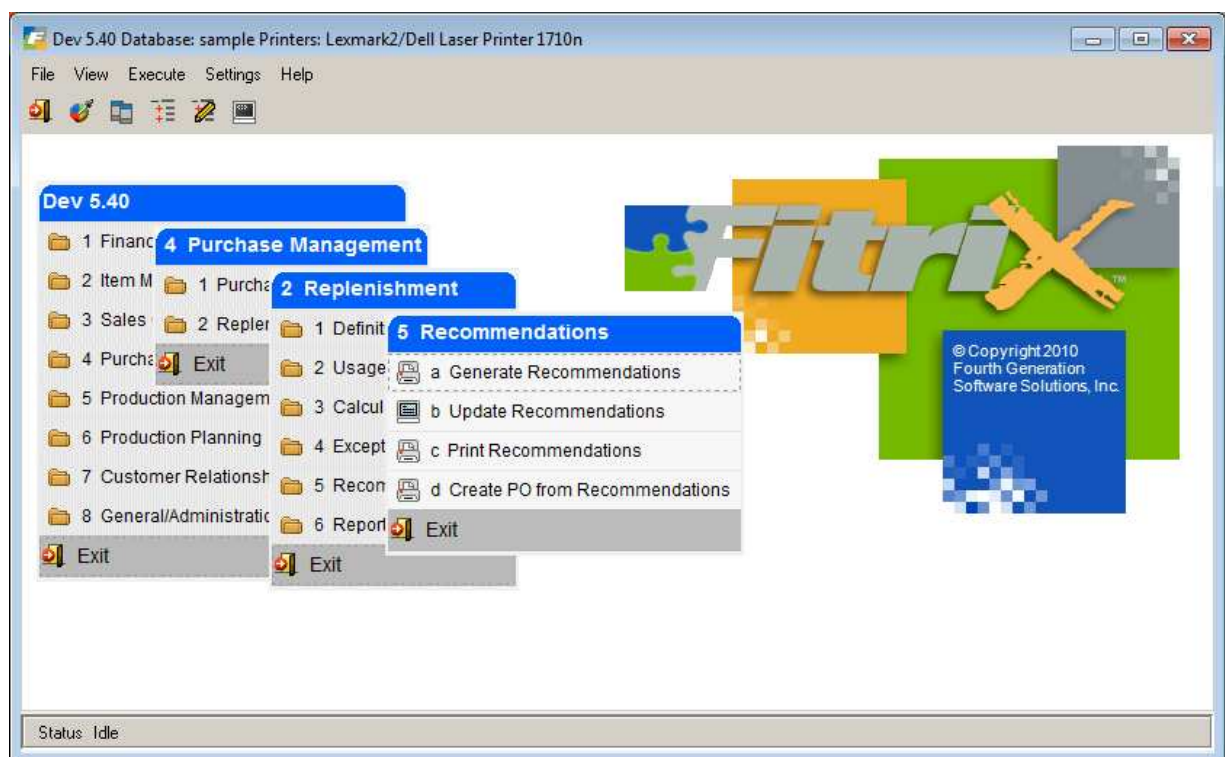 Dev 5.40 Database: sample Printers: Lexmark2/Dell Laser Printer 1710n
File View Execute Settings Help
Dev 5.40
1 Financ
2 Item M
3 Sales
4 Purcha
5 Production Managem
6 Production Planning
7 Customer Relationsh
8 General/Administratic
Exit
4 Purchase Management
1 Purcha
2 Repler
Exit
2 Replenishment
1 Definit
2 Usage
3 Calcul
4 Except
5 Recom
6 Report
Exit
5 Recommendations
a Generate Recommendations
b Update Recommendations
c Print Recommendations
d Create PO from Recommendations
Exit
FitriX™
© Copyright 2010
Fourth Generation
Software Solutions, Inc.
Status Idle